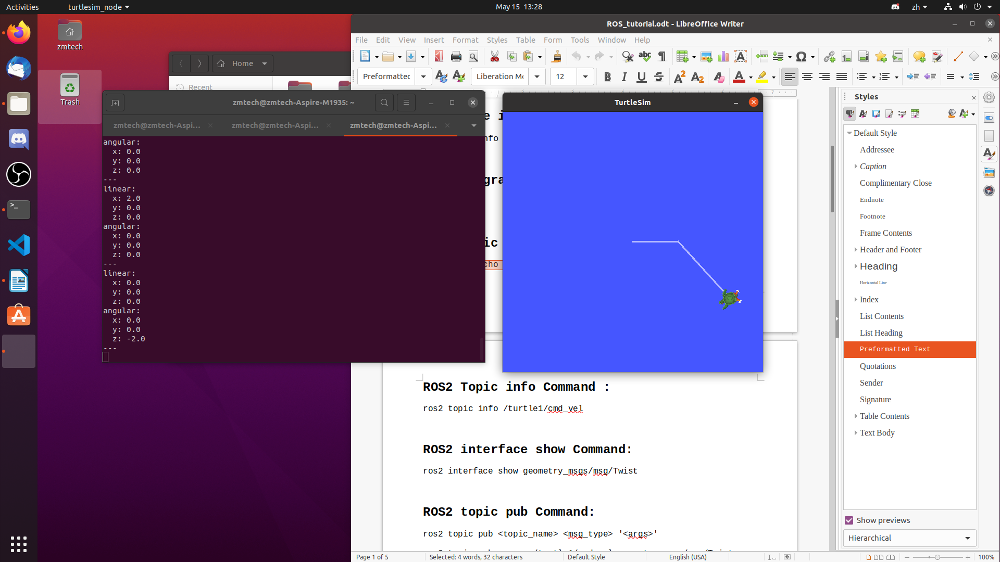 Activities
turtlesim_node
May 15 13:28
zh
zmtech
Trash
Home
Recent
ROS_tutorial.odt - LibreOffice Writer
File Edit View Insert Format Styles Table Form Tools Window Help
Liberation
12
zmtech@zmtech-Aspire-M1935: ~
zmtech@zmtech-Aspi...
zmtech@zmtech-Aspi...
zmtech@zmtech-Aspi...
angular:
x: 0.0
y: 0.0
z: 0.0
---
linear:
x: 2.0
y: 0.0
z: 0.0
angular:
x: 0.0
y: 0.0
z: 0.0
---
linear:
x: 0.0
y: 0.0
z: 0.0
angular:
x: 0.0
y: 0.0
z: -2.0
---
TurtleSim
ROS2 Topic info Command :
ros2 topic info /turtle1/cmd_vel
ROS2 interface show Command:
ros2 interface show geometry_msgs/msg/Twist
ROS2 topic pub Command:
ros2 topic pub <topic_name> <msg_type> '<args>'
Styles
Default Style
Addressee
Caption
Complimentary Close
Endnote
Footnote
Frame Contents
Header and Footer
Heading
Horizontal Line
Index
List Contents
List Heading
Preformatted Text
Quotations
Sender
Signature
Table Contents
Text Body
Show previews
Hierarchical
Page 1 of 5
Selected: 4 words, 32 characters
Default Style
English (USA)
100%